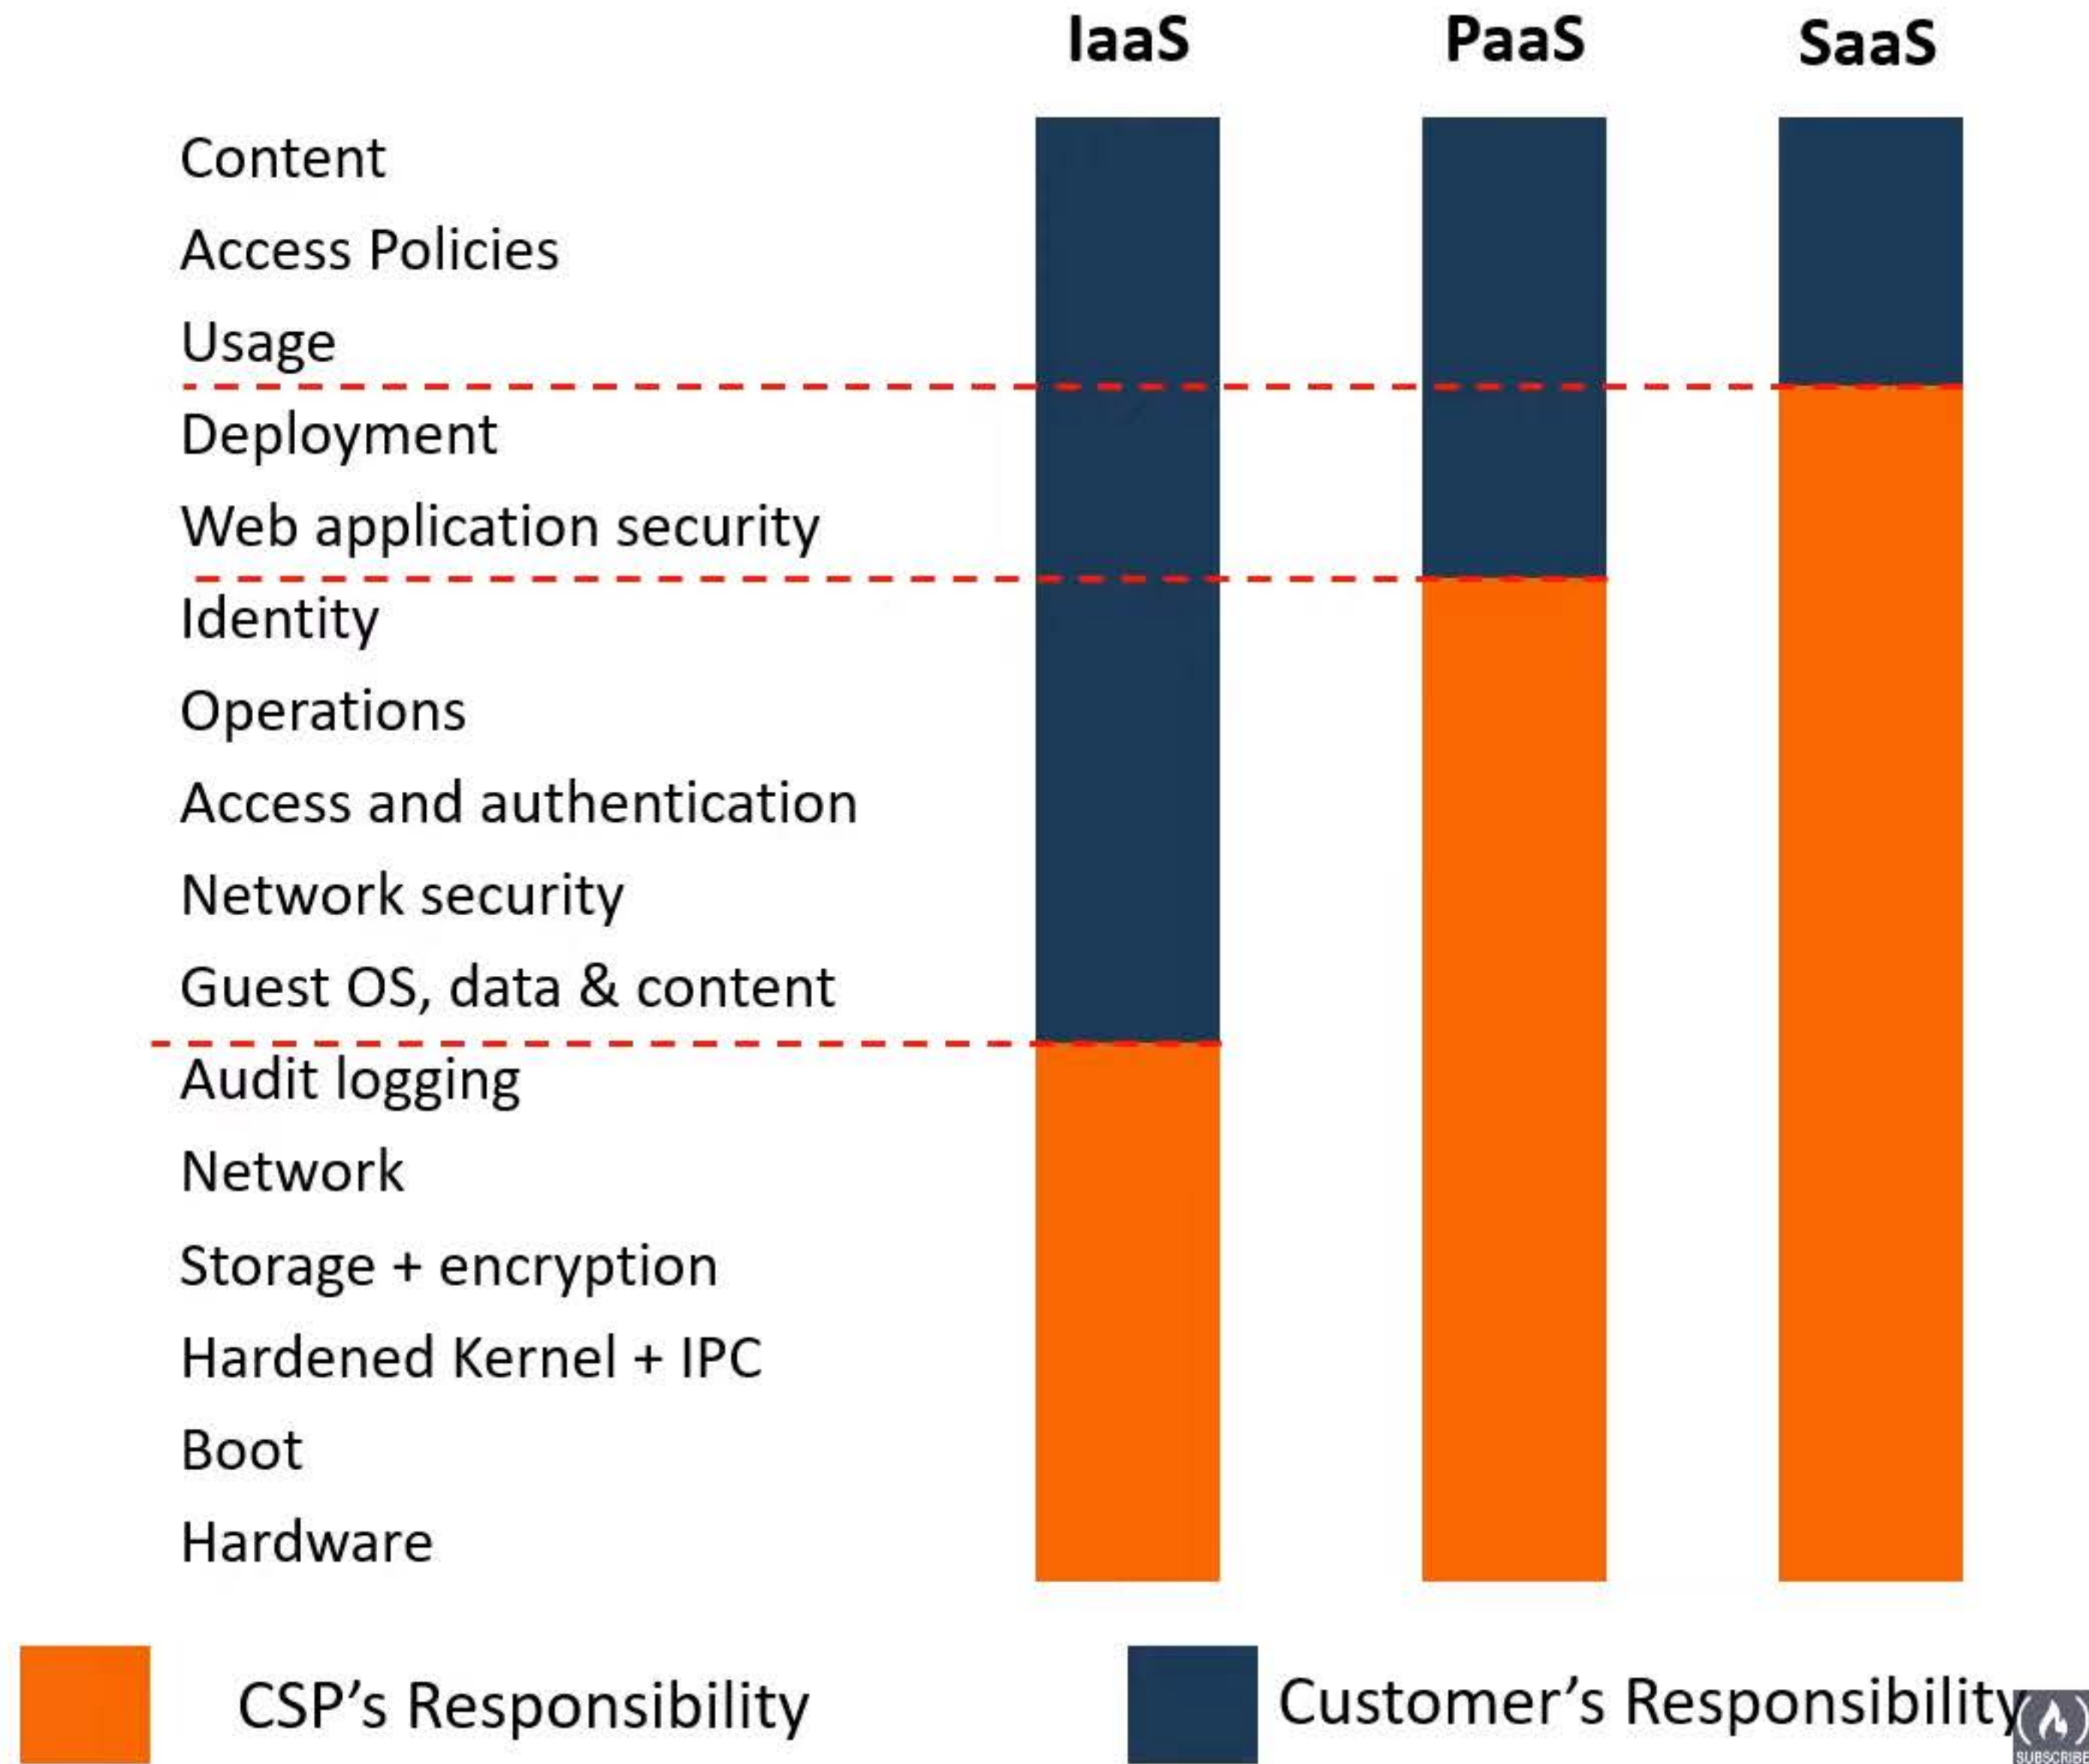 IaaS PaaS SaaS
Content
Access Policies
Usage
Deployment
Web application security
Identity
Operations
Access and authentication
Network security
Guest OS, data & content
Audit logging
Network
Storage + encryption
Hardened Kernel + IPC
Boot
Hardware
CSP’s Responsibility
Customer’s Responsibility
SUBSCRIBE